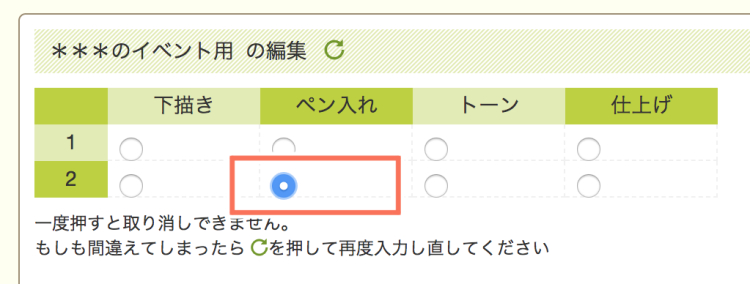 ＊＊＊のイベント用 の編集
下描き ペン入れ トーン 仕上げ
1
2
一度押すと取り消しできません。
もしも間違えてしまったら を押して再度入力し直してください